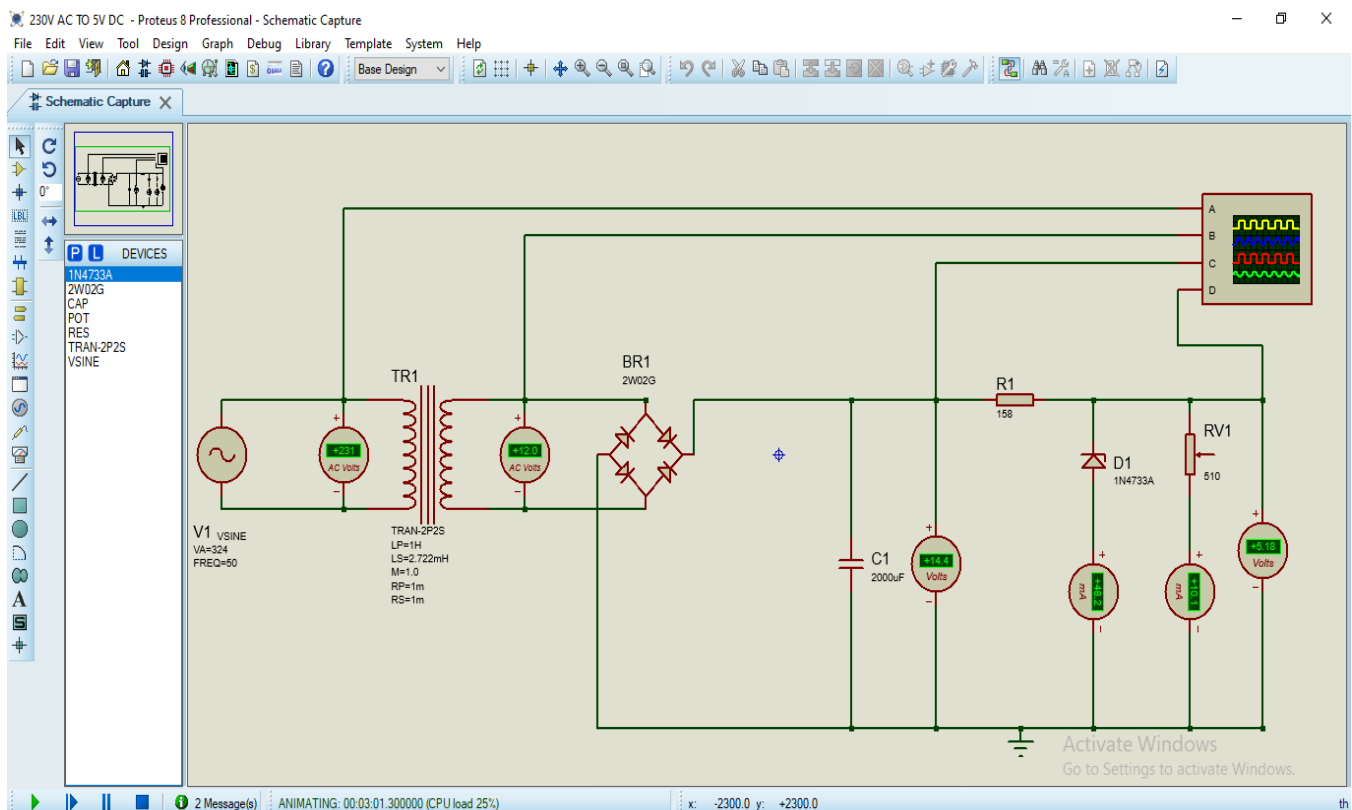 230V AC TO 5V DC - Proteus 8 Professional - Schematic Capture
File Edit View Tool Design Graph Debug Library Template System Help
Base Design
Schematic Capture
0°
LBL
P L DEVICES
1N4733A
2W02G
CAP
POT
RES
TRAN-2P2S
VSINE
A
S
A
B
C
D
TR1
BR1
2W02G
R1
158
+231
AC Volts
+12.0
AC Volts
RV1
510
D1
1N4733A
V1 VSINE
VA=324
FREQ=50
TRAN-2P2S
LP=1H
LS=2.722mH
M=1.0
RP=1m
RS=1m
C1
2000uF
+14.4
Volts
+48.2
mA
+10.1
mA
+5.18
Volts
Activate Windows
Go to Settings to activate Windows.
2 Message(s) ANIMATING: 00:03:01.300000 (CPU load 25%) x: -2300.0 y: +2300.0 th